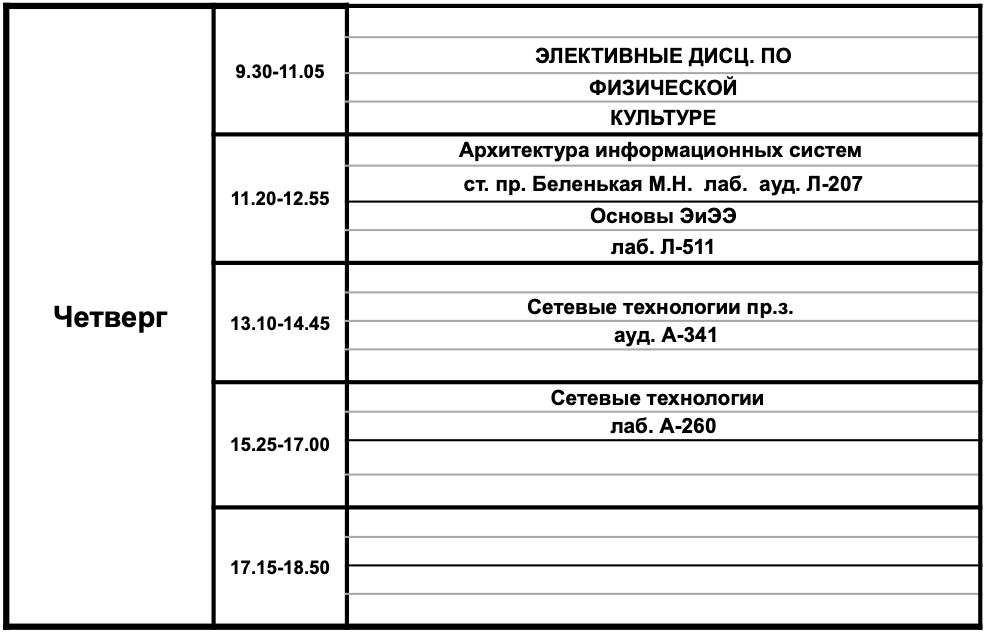 Четверг
9.30-11.05
ЭЛЕКТИВНЫЕ ДИСЦ. ПО
ФИЗИЧЕСКОЙ
КУЛЬТУРЕ
11.20-12.55
Архитектура информационных систем
ст. пр. Беленькая М.Н. лаб. ауд. Л-207
Основы ЭиЭЭ
лаб. Л-511
13.10-14.45
Сетевые технологии пр.з.
ауд. А-341
15.25-17.00
Сетевые технологии
лаб. А-260
17.15-18.50